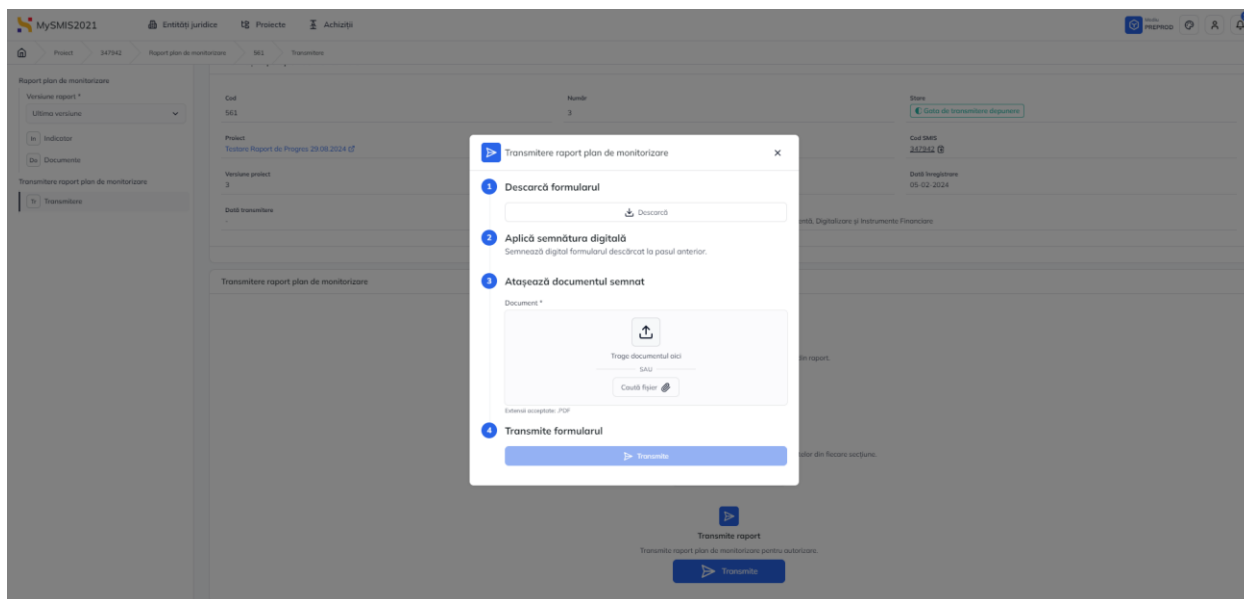 MySMIS2021
Entități juridice
Proiecte
Achiziții
Mediu
PREPROD
Proiect
347942
Raport plan de monitorizare
561
Transmitere
Raport plan de monitorizare
Versiune raport *
Ultima versiune
In Indicator
Do Documente
Transmitere raport plan de monitorizare
Tr Transmitere
Cod
561
Număr
3
Stare
Gata de transmitere depunere
Proiect
Testare Raport de Progres 29.09.2024
Cod SMIS
347942
Versiune proiect
3
Dată înregistrare
05-02-2024
Dată transmitere
-
Digitalizare și Instrumente Financiare
Transmitere raport plan de monitorizare
din raport.
din fiecare secțiune.
Transmite raport
Transmite raport plan de monitorizare pentru autorizare.
Transmite
Transmitere raport plan de monitorizare
1 Descarcă formularul
Descarcă
2 Aplică semnătura digitală
Semnează digital formularul descărcat la pasul anterior.
3 Atașează documentul semnat
Document *
Trage documentul aici
SAU
Caută fișier
Extensii acceptate: .PDF
4 Transmite formularul
Transmite